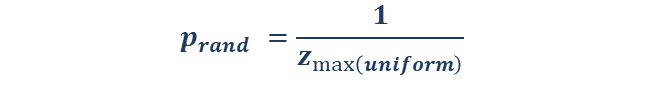 p_rand = 1 / z_max(uniform)